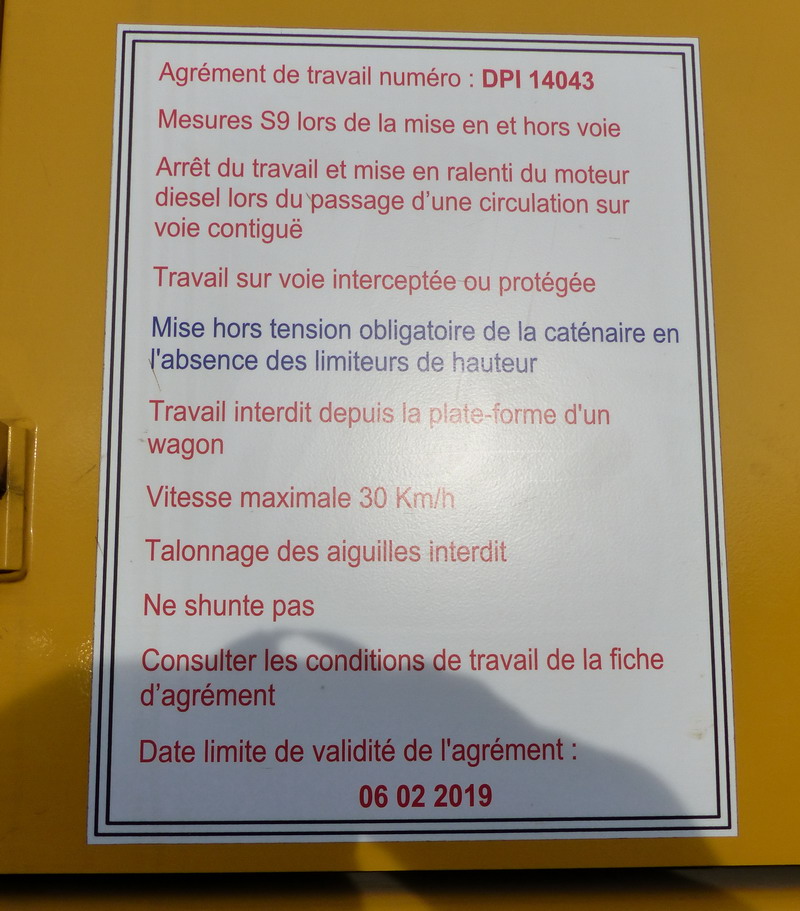 Agrément de travail numéro : DPI 14043
Mesures S9 lors de la mise en et hors voie
Arrêt du travail et mise en ralenti du moteur
diesel lors du passage d’une circulation sur
voie contiguë
Travail sur voie interceptée ou protégée
Mise hors tension obligatoire de la caténaire en
l'absence des limiteurs de hauteur
Travail interdit depuis la plate-forme d'un
wagon
Vitesse maximale 30 Km/h
Talonnage des aiguilles interdit
Ne shunte pas
Consulter les conditions de travail de la fiche
d’agrément
Date limite de validité de l'agrément :
06 02 2019